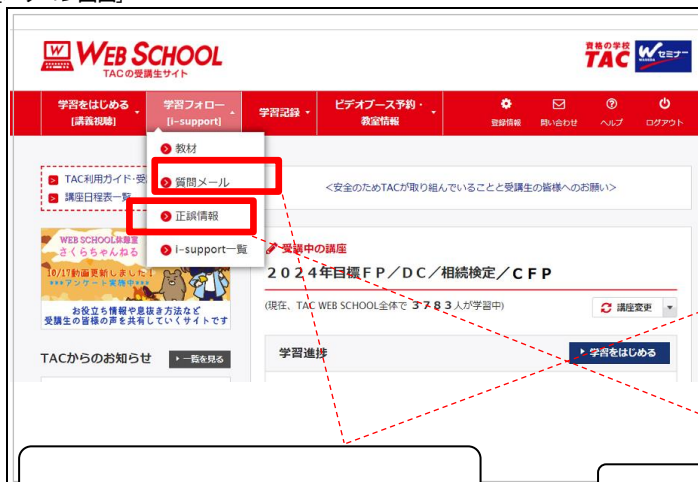 WEB SCHOOL
TACの受講生サイト
資格の学校
TAC
Wセミナー
学習をはじめる
[講義視聴]
学習フォロー
[i-support]
学習記録
ビデオブース予約・
教室情報
登録情報
問い合わせ
ヘルプ
ログアウト
教材
質問メール
正誤情報
i-support一覧
TAC利用ガイド・受
講座日程表一覧
<安全のためTACが取り組んでいることと受講生の皆様へのお願い>
WEB SCHOOL休憩室
さくらちゃんねる
10/17動画更新しました!
***アンケート実施中***
お役立ち情報や息抜き方法など
受講生の皆様の声を共有していくサイトです
受講中の講座
2024年目標FP/DC/相続検定/CFP
(現在、TAC WEB SCHOOL全体で 3783人が学習中)
講座変更
TACからのお知らせ
一覧を見る
学習進捗
学習をはじめる